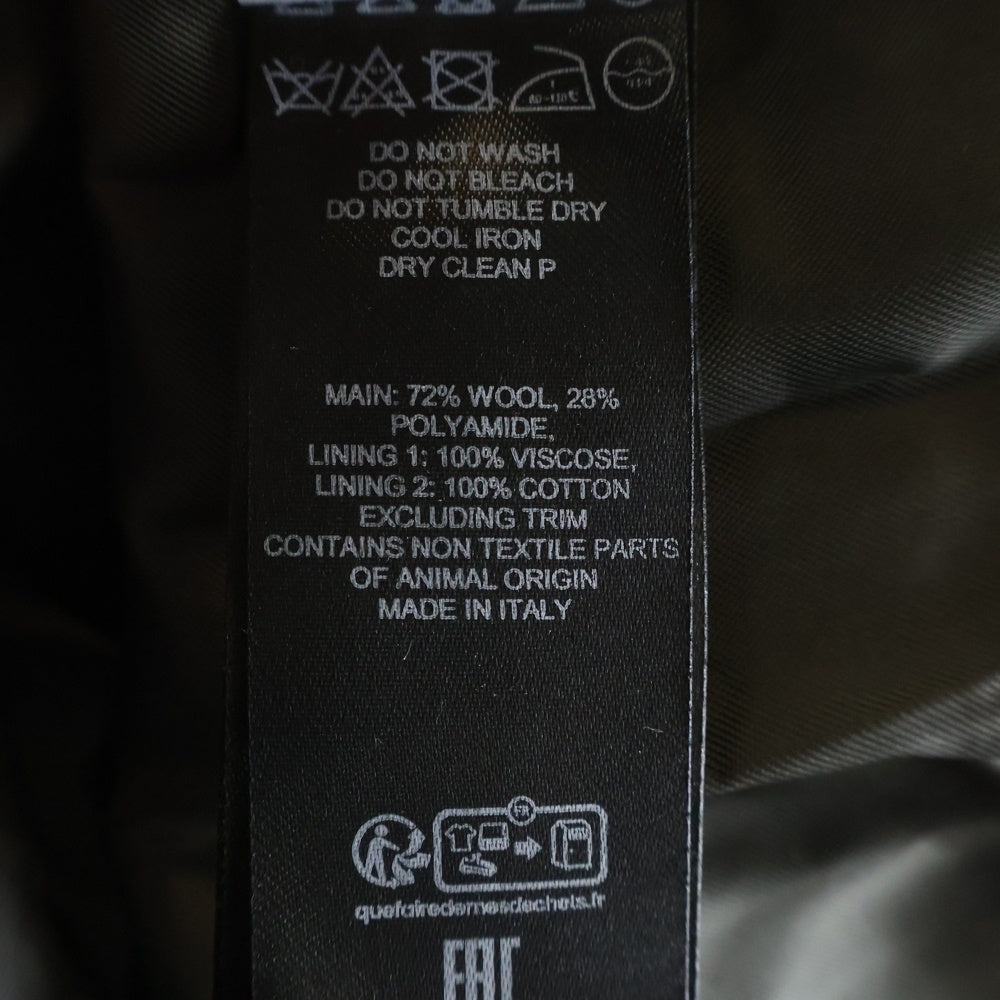 DO NOT WASH
DO NOT BLEACH
DO NOT TUMBLE DRY
COOL IRON
DRY CLEAN P
MAIN: 72% WOOL, 28%
POLYAMIDE,
LINING 1: 100% VISCOSE,
LINING 2: 100% COTTON
EXCLUDING TRIM
CONTAINS NON TEXTILE PARTS
OF ANIMAL ORIGIN
MADE IN ITALY
FR
quefairedemesdechets.fr